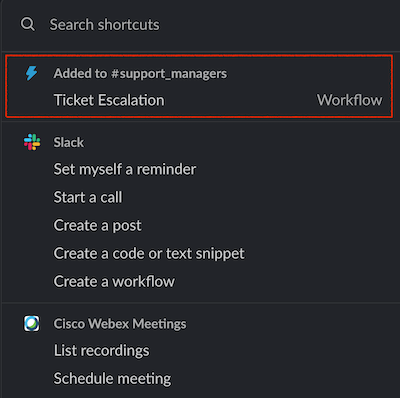 Search shortcuts
Added to #support_managers
Ticket Escalation Workflow
Slack
Set myself a reminder
Start a call
Create a post
Create a code or text snippet
Create a workflow
Cisco Webex Meetings
List recordings
Schedule meeting